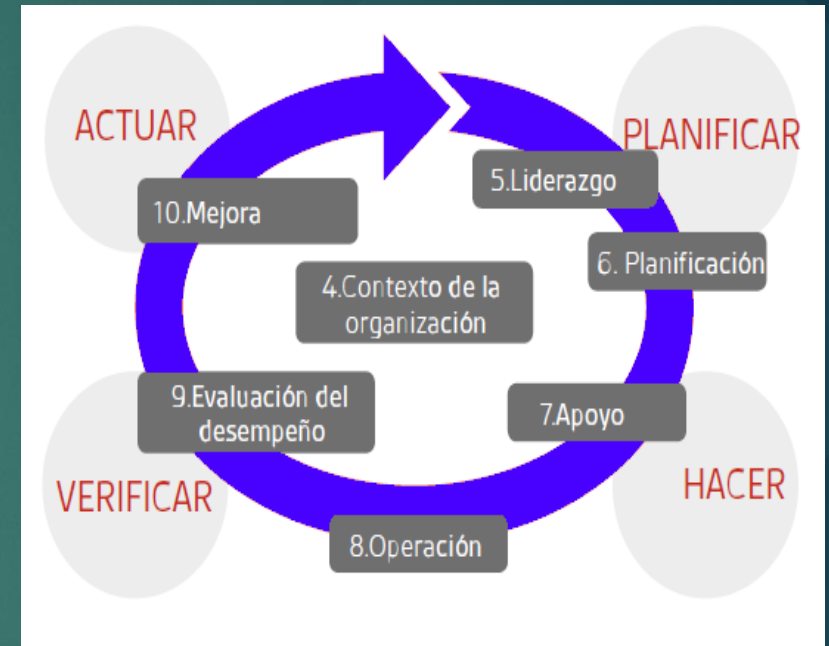 ACTUAR
PLANIFICAR
5.Liderazgo
10.Mejora
6. Planificación
4.Contexto de la
organización
9.Evaluación del
desempeño
7.Apoyo
VERIFICAR
HACER
8.Operación